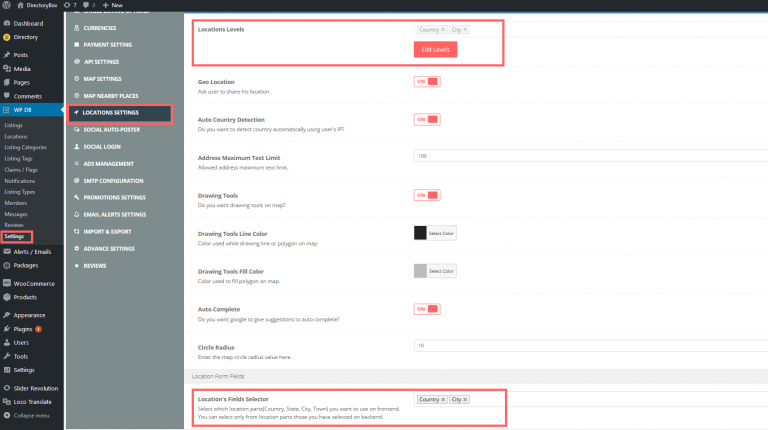 DirectoryBox
7
0
New
Dashboard
Directory
Posts
Media
Pages
Comments
WP DB
Listings
Locations
Listing Categories
Listing Tags
Claims / Flags
Notifications
Listing Types
Members
Messages
Reviews
Settings
Alerts / Emails
Packages
WooCommerce
Products
Appearance
Plugins
Users
Tools
Settings
Slider Revolution
Loco Translate
Collapse menu
CURRENCIES
PAYMENT SETTING
API SETTINGS
MAP SETTINGS
MAP NEARBY PLACES
LOCATIONS SETTINGS
SOCIAL AUTO-POSTER
SOCIAL LOGIN
ADS MANAGEMENT
SMTP CONFIGURATION
PROMOTIONS SETTINGS
EMAIL ALERTS SETTINGS
IMPORT & EXPORT
ADVANCE SETTINGS
REVIEWS
Locations Levels
Country × City ×
Edit Levels
Geo Location
Ask user to share his location.
ON
Auto Country Detection
Do you want to detect country automatically using user's IP?
ON
Address Maximum Text Limit
Allowed address maximum text limit.
100
Drawing Tools
Do you want drawing tools on map?
ON
Drawing Tools Line Color
Color used while drawing line or polygon on map
Select Color
Drawing Tools Fill Color
Color used to fill polygon on map.
Select Color
Auto Complete
Do you want google to give suggestions to auto complete?
ON
Circle Radius
Enter the map circle radius value here.
10
Location Form Fields
Location's Fields Selector
Select which location parts(Country, State, City, Town) you want to use on frontend.
You can select only from location parts those you have selected on backend.
Country × City ×